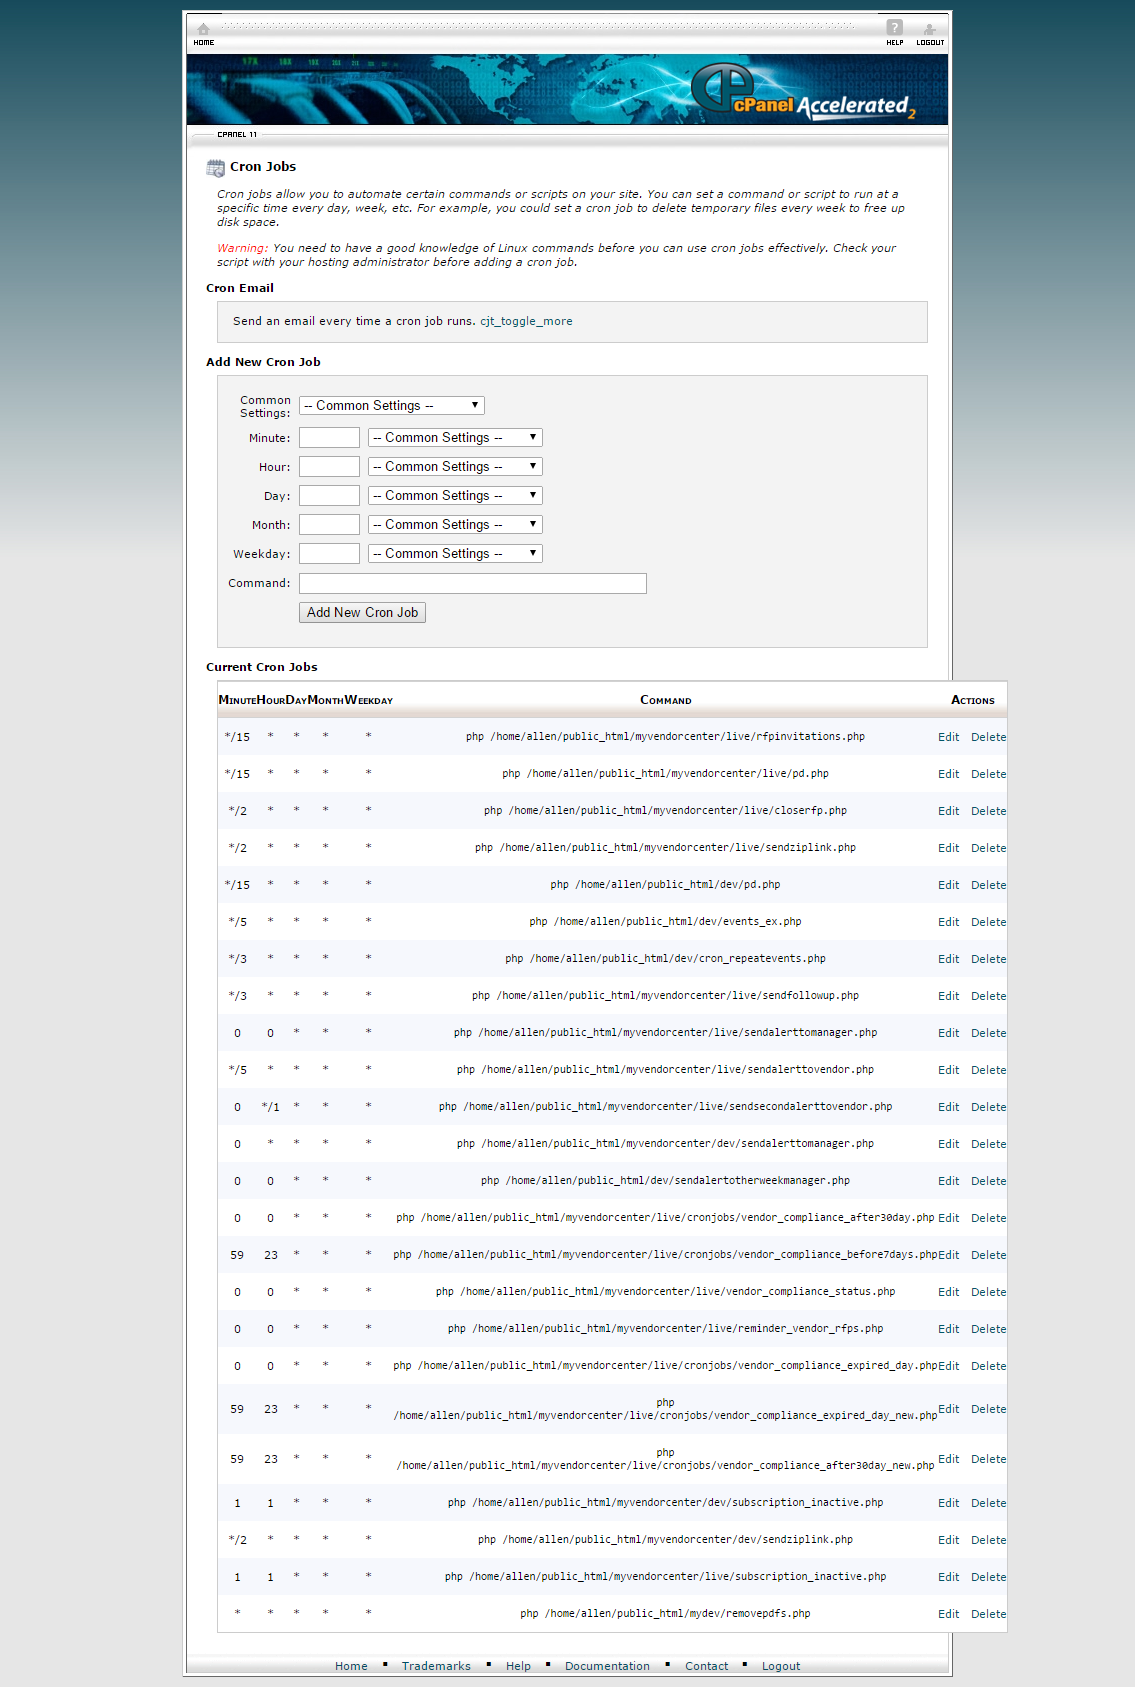 HOME
HELP
LOGOUT
cPanel Accelerated2
CPANEL 11
Cron Jobs
Cron jobs allow you to automate certain commands or scripts on your site. You can set a command or script to run at a
specific time every day, week, etc. For example, you could set a cron job to delete temporary files every week to free up
disk space.
Warning: You need to have a good knowledge of Linux commands before you can use cron jobs effectively. Check your
script with your hosting administrator before adding a cron job.
Cron Email
Send an email every time a cron job runs. cjt_toggle_more
Add New Cron Job
Common
Settings: -- Common Settings --
Minute: -- Common Settings --
Hour: -- Common Settings --
Day: -- Common Settings --
Month: -- Common Settings --
Weekday: -- Common Settings --
Command:
Add New Cron Job
Current Cron Jobs
Minute Hour Day Month Weekday Command Actions
*/15 * * * * php /home/allen/public_html/myvendorcenter/live/rfpinvitations.php Edit Delete
*/15 * * * * php /home/allen/public_html/myvendorcenter/live/pd.php Edit Delete
*/2 * * * * php /home/allen/public_html/myvendorcenter/live/closerfp.php Edit Delete
*/2 * * * * php /home/allen/public_html/myvendorcenter/live/sendziplink.php Edit Delete
*/15 * * * * php /home/allen/public_html/dev/pd.php Edit Delete
*/5 * * * * php /home/allen/public_html/dev/events_ex.php Edit Delete
*/3 * * * * php /home/allen/public_html/dev/cron_repeatevents.php Edit Delete
*/3 * * * * php /home/allen/public_html/myvendorcenter/live/sendfollowup.php Edit Delete
0 0 * * * php /home/allen/public_html/myvendorcenter/live/sendalerttomanager.php Edit Delete
*/5 * * * * php /home/allen/public_html/myvendorcenter/live/sendalerttovendor.php Edit Delete
0 */1 * * * php /home/allen/public_html/myvendorcenter/live/sendsecondalerttovendor.php Edit Delete
0 * * * * php /home/allen/public_html/myvendorcenter/dev/sendalerttomanager.php Edit Delete
0 0 * * * php /home/allen/public_html/dev/sendalertotherweekmanager.php Edit Delete
0 0 * * * php /home/allen/public_html/myvendorcenter/live/cronjobs/vendor_compliance_after30day.php Edit Delete
59 23 * * * php /home/allen/public_html/myvendorcenter/live/cronjobs/vendor_compliance_before7days.php Edit Delete
0 0 * * * php /home/allen/public_html/myvendorcenter/live/vendor_compliance_status.php Edit Delete
0 0 * * * php /home/allen/public_html/myvendorcenter/live/reminder_vendor_rfps.php Edit Delete
0 0 * * * php /home/allen/public_html/myvendorcenter/live/cronjobs/vendor_compliance_expired_day.php Edit Delete
59 23 * * * php
/home/allen/public_html/myvendorcenter/live/cronjobs/vendor_compliance_expired_day_new.php Edit Delete
59 23 * * * php
/home/allen/public_html/myvendorcenter/live/cronjobs/vendor_compliance_after30day_new.php Edit Delete
1 1 * * * php /home/allen/public_html/myvendorcenter/dev/subscription_inactive.php Edit Delete
*/2 * * * * php /home/allen/public_html/myvendorcenter/dev/sendziplink.php Edit Delete
1 1 * * * php /home/allen/public_html/myvendorcenter/live/subscription_inactive.php Edit Delete
* * * * * php /home/allen/public_html/mydev/removepdfs.php Edit Delete
Home ▪ Trademarks ▪ Help ▪ Documentation ▪ Contact ▪ Logout